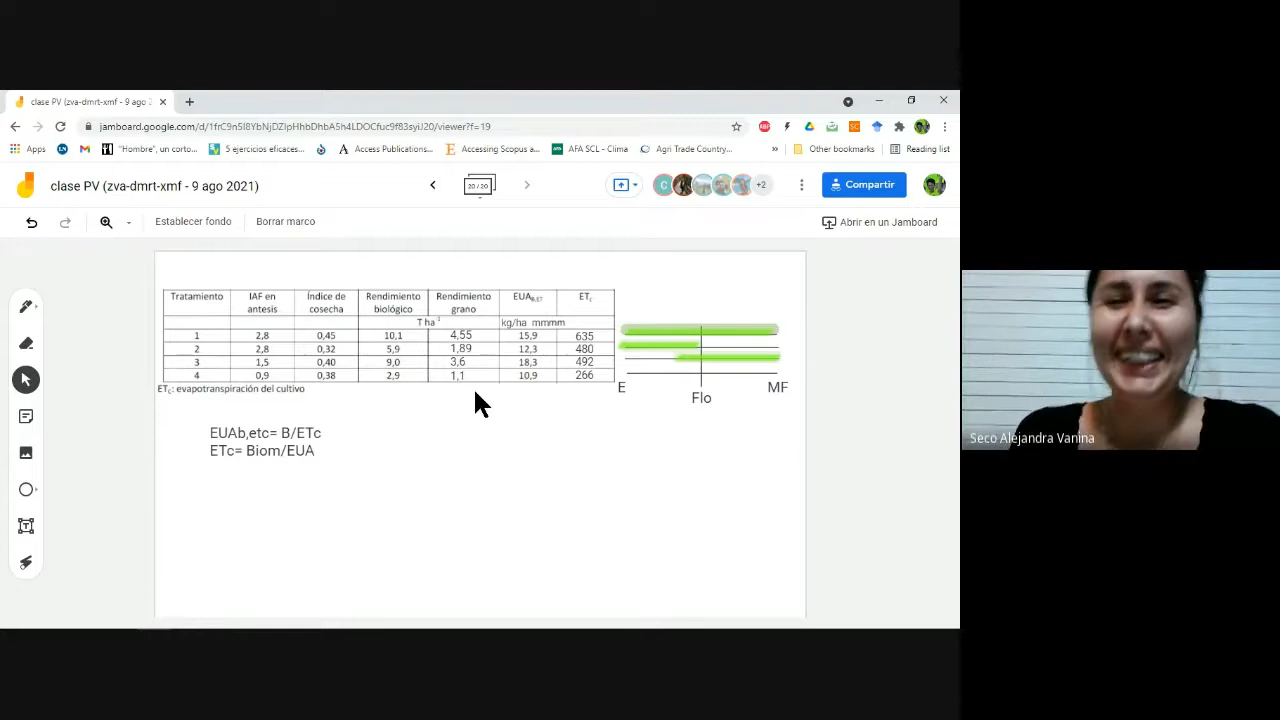 clase PV (zva-dmrt-xmf - 9 ago 2
jamboard.google.com/d/1frC9n5l8YbNjDZIpHhbDhbA5h4LDOCfuc9f83syiJ20/viewer?f=19
Apps "Hombre", un corto... 5 ejercicios eficaces... Access Publications... Accessing Scopus a... AFA SCL - Clima Agri Trade Country... » Other bookmarks Reading list
clase PV (zva-dmrt-xmf - 9 ago 2021) 20 / 20 C +2 Compartir
Establecer fondo Borrar marco Abrir en un Jamboard
Tratamiento IAF en Índice de Rendimiento Rendimiento EUAB,ET ETc
antesis cosecha biológico grano
T ha-1 kg/ha mmmm
1 2,8 0,45 10,1 4,55 15,9 635
2 2,8 0,32 5,9 1,89 12,3 480
3 1,5 0,40 9,0 3,6 18,3 492
4 0,9 0,38 2,9 1,1 10,9 266
ETc: evapotranspiración del cultivo
E Flo MF
EUAb,etc= B/ETc
ETc= Biom/EUA
Seco Alejandra Vanina